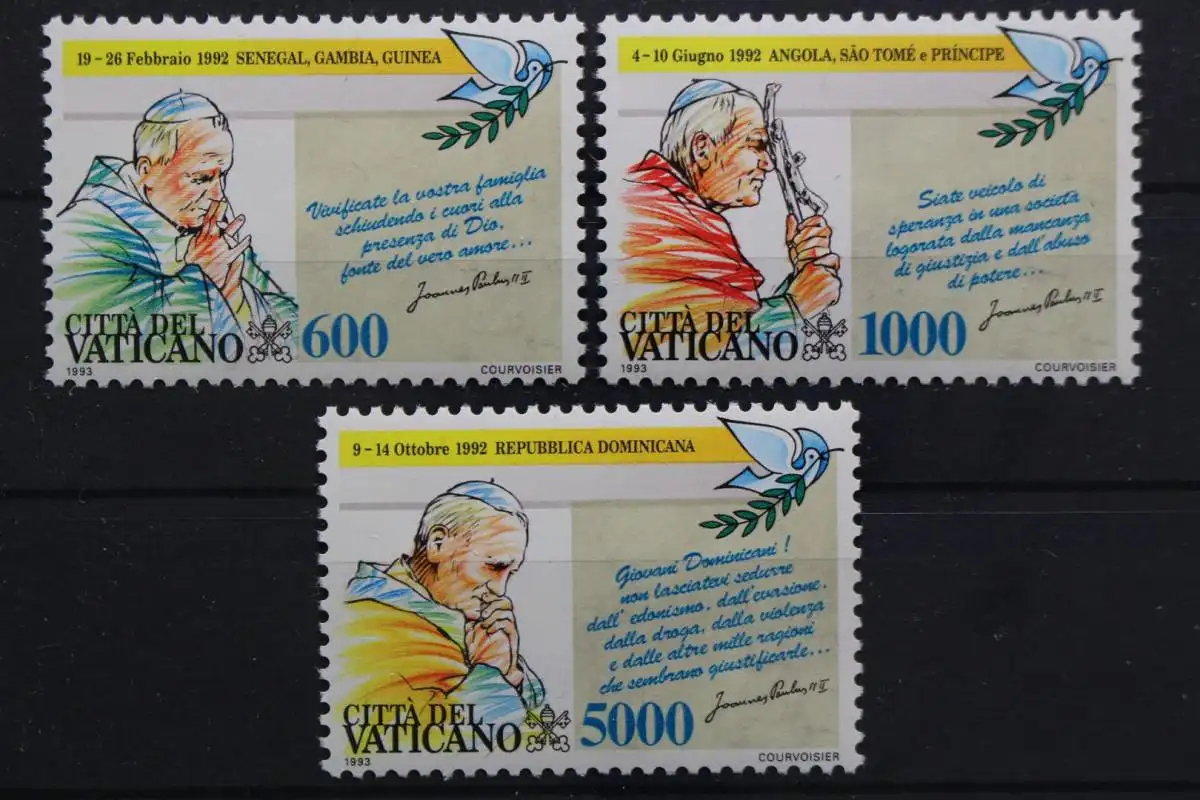 19-26 Febbraio 1992 SENEGAL, GAMBIA, GUINEA
Vivificate la vostra famiglia
schiudendo i cuori alla
presenza di Dio,
fonte del vero amore...
Joannes Paulus II
CITTÀ DEL
VATICANO
600
1993
COURVOISIER
4-10 Giugno 1992 ANGOLA, SÃO TOMÉ e PRÍNCIPE
Siate veicolo di
speranza in una società
logorata dalla mancanza
di giustizia e dall'abuso
di potere...
Joannes Paulus II
CITTÀ DEL
VATICANO
1000
1993
COURVOISIER
9-14 Ottobre 1992 REPUBBLICA DOMINICANA
Giovani Dominicani!
non lasciatevi sedurre
dall'edonismo, dall'evasione,
dalla droga, dalla violenza
e dalle altre mille ragioni
che sembrano giustificarle...
Joannes Paulus II
CITTÀ DEL
VATICANO
5000
1993
COURVOISIER